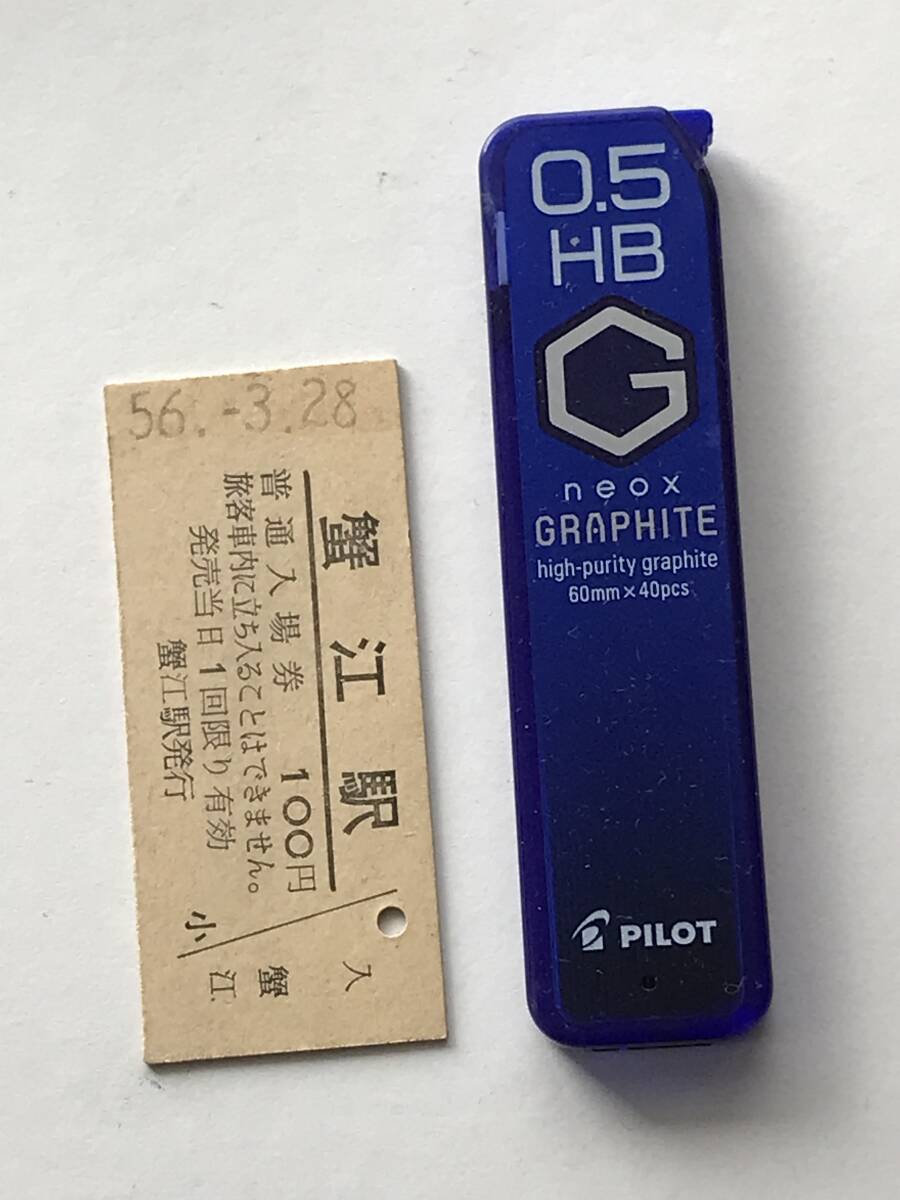 56.-3.28
蟹江駅
普通入場券 100円
旅客車内に立ち入ることはできません。
発売当日1回限り有効
蟹江駅発行
入
蟹江
小
0.5
HB
G
neox
GRAPHITE
high-purity graphite
60mm×40pcs
PILOT